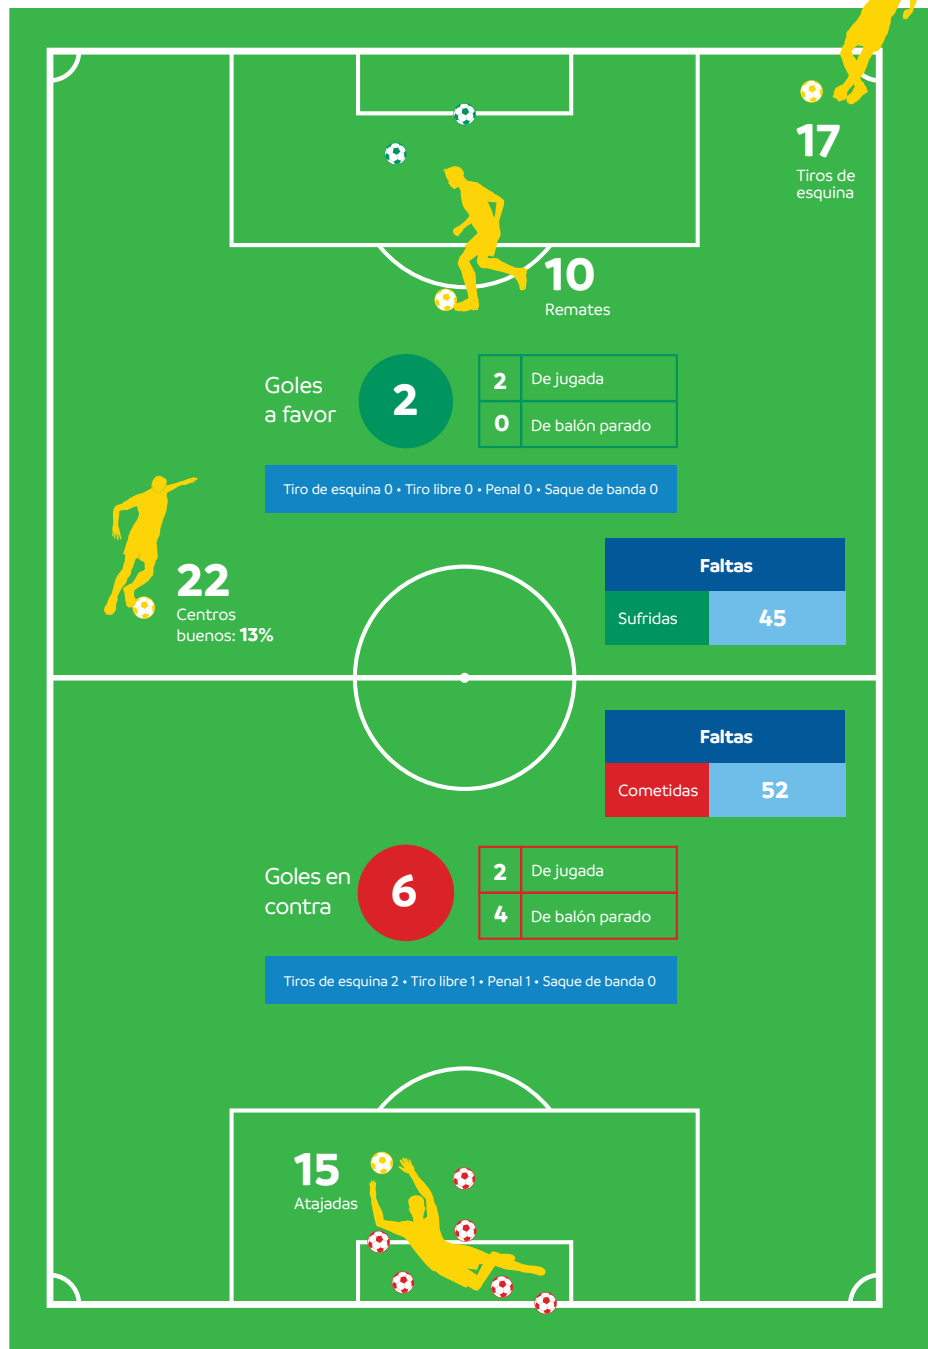 17
Tiros de
esquina
10
Remates
Goles
a favor
2
2 De jugada
0 De balón parado
Tiro de esquina 0 • Tiro libre 0 • Penal 0 • Saque de banda 0
22
Centros
buenos: 13%
Faltas
Sufridas 45
Faltas
Cometidas 52
Goles en
contra
6
2 De jugada
4 De balón parado
Tiros de esquina 2 • Tiro libre 1 • Penal 1 • Saque de banda 0
15
Atajadas